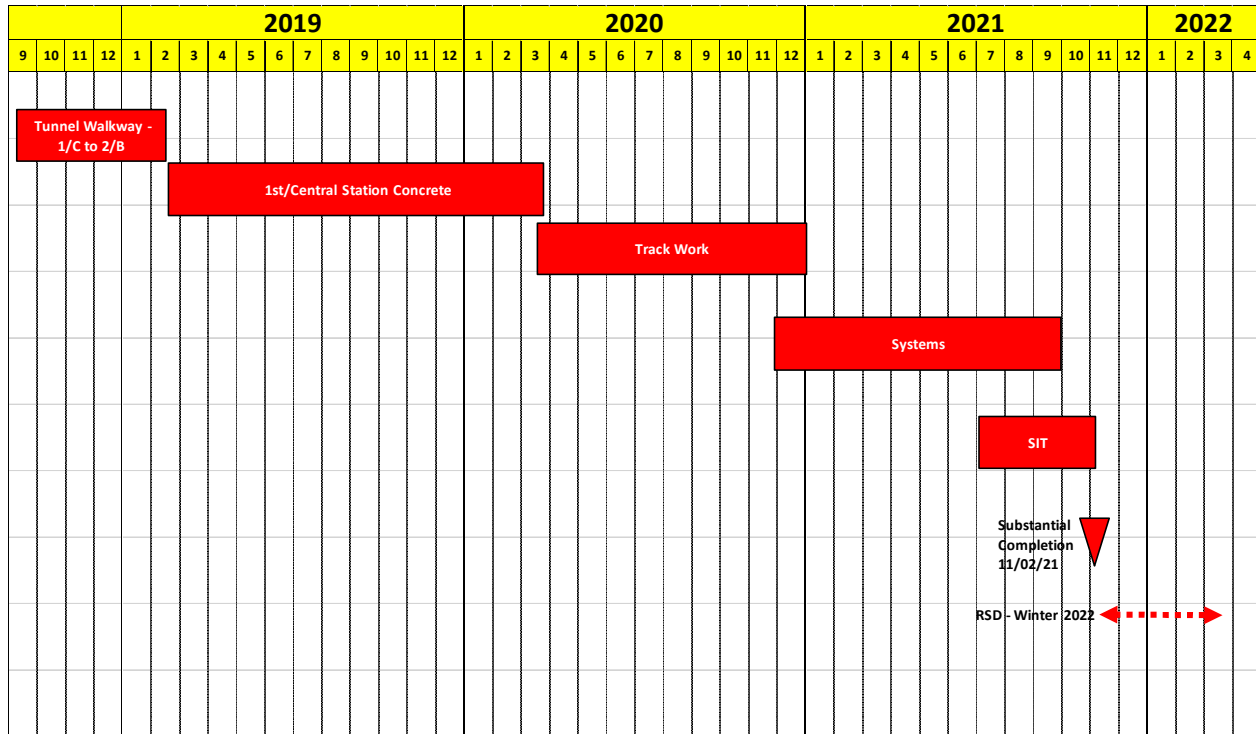 2019 2020 2021 2022
9 10 11 12 1 2 3 4 5 6 7 8 9 10 11 12 1 2 3 4 5 6 7 8 9 10 11 12 1 2 3 4 5 6 7 8 9 10 11 12 1 2 3 4
Tunnel Walkway -
1/C to 2/B
1st/Central Station Concrete
Track Work
Systems
SIT
Substantial
Completion
11/02/21
RSD - Winter 2022